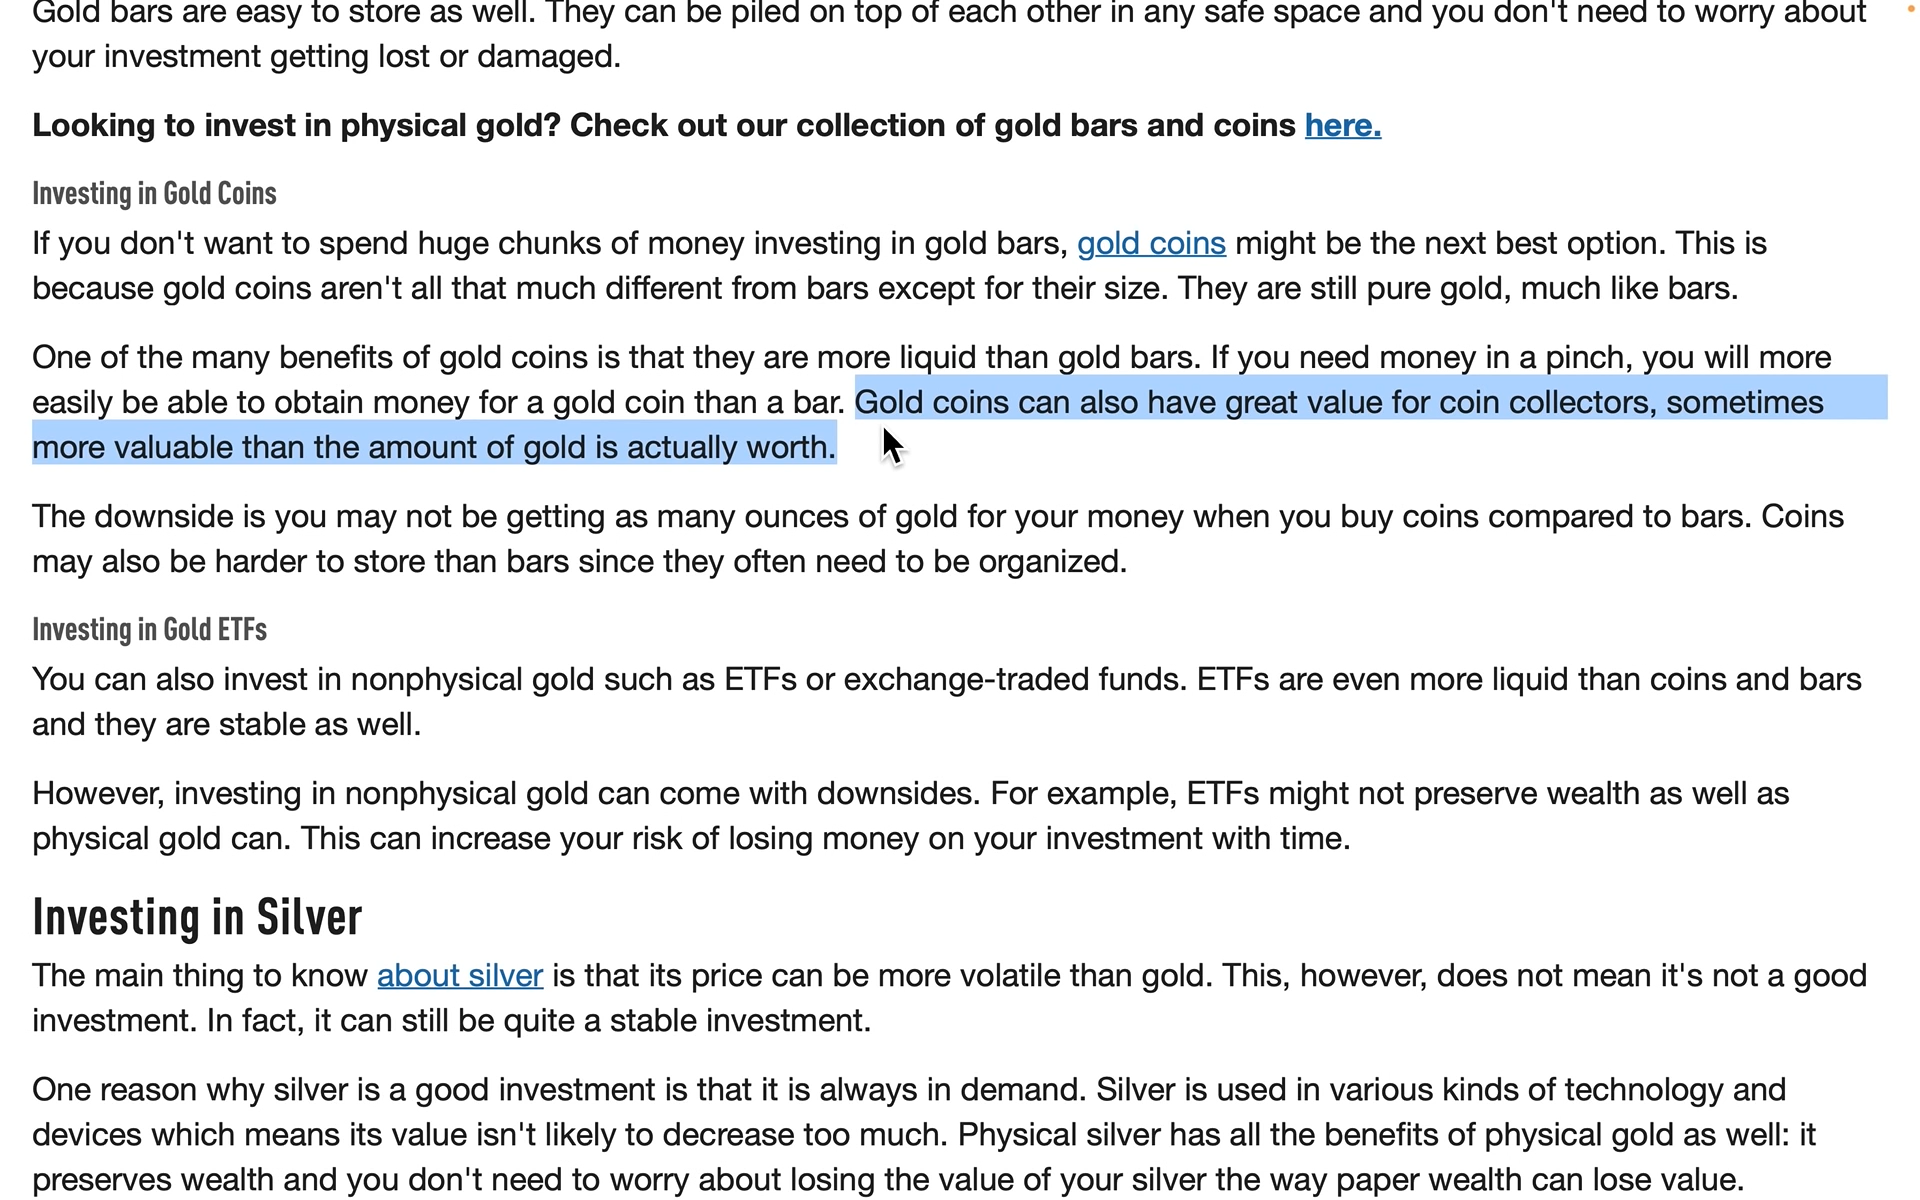 Gold bars are easy to store as well. They can be piled on top of each other in any safe space and you don't need to worry about
your investment getting lost or damaged.
Looking to invest in physical gold? Check out our collection of gold bars and coins here.
Investing in Gold Coins
If you don't want to spend huge chunks of money investing in gold bars, gold coins might be the next best option. This is
because gold coins aren't all that much different from bars except for their size. They are still pure gold, much like bars.
One of the many benefits of gold coins is that they are more liquid than gold bars. If you need money in a pinch, you will more
easily be able to obtain money for a gold coin than a bar. Gold coins can also have great value for coin collectors, sometimes
more valuable than the amount of gold is actually worth.
The downside is you may not be getting as many ounces of gold for your money when you buy coins compared to bars. Coins
may also be harder to store than bars since they often need to be organized.
Investing in Gold ETFs
You can also invest in nonphysical gold such as ETFs or exchange-traded funds. ETFs are even more liquid than coins and bars
and they are stable as well.
However, investing in nonphysical gold can come with downsides. For example, ETFs might not preserve wealth as well as
physical gold can. This can increase your risk of losing money on your investment with time.
Investing in Silver
The main thing to know about silver is that its price can be more volatile than gold. This, however, does not mean it's not a good
investment. In fact, it can still be quite a stable investment.
One reason why silver is a good investment is that it is always in demand. Silver is used in various kinds of technology and
devices which means its value isn't likely to decrease too much. Physical silver has all the benefits of physical gold as well: it
preserves wealth and you don't need to worry about losing the value of your silver the way paper wealth can lose value.